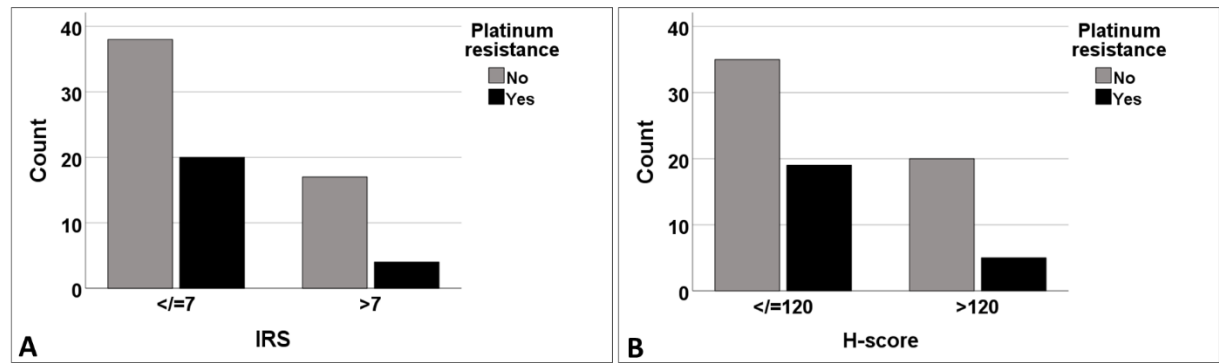 40
30
20
10
0
Count
</=7
>7
IRS
Platinum
resistance
No
Yes
A
40
30
20
10
0
Count
</=120
>120
H-score
Platinum
resistance
No
Yes
B